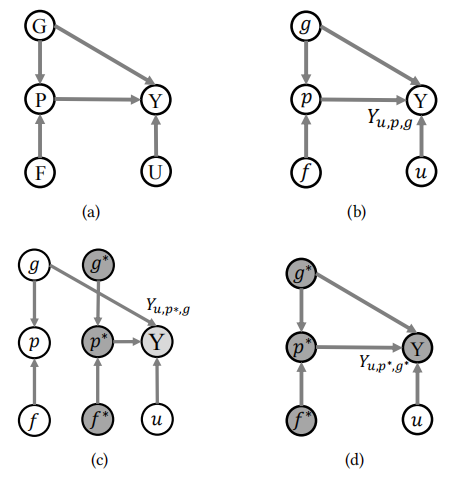 G
P
Y
F
U
(a)
g
p
Y
Y_{u,p,g}
f
u
(b)
g
g*
Y_{u,p*,g}
p
p*
Y
f
f*
u
(c)
g*
p*
Y
Y_{u,p*,g*}
f*
u
(d)